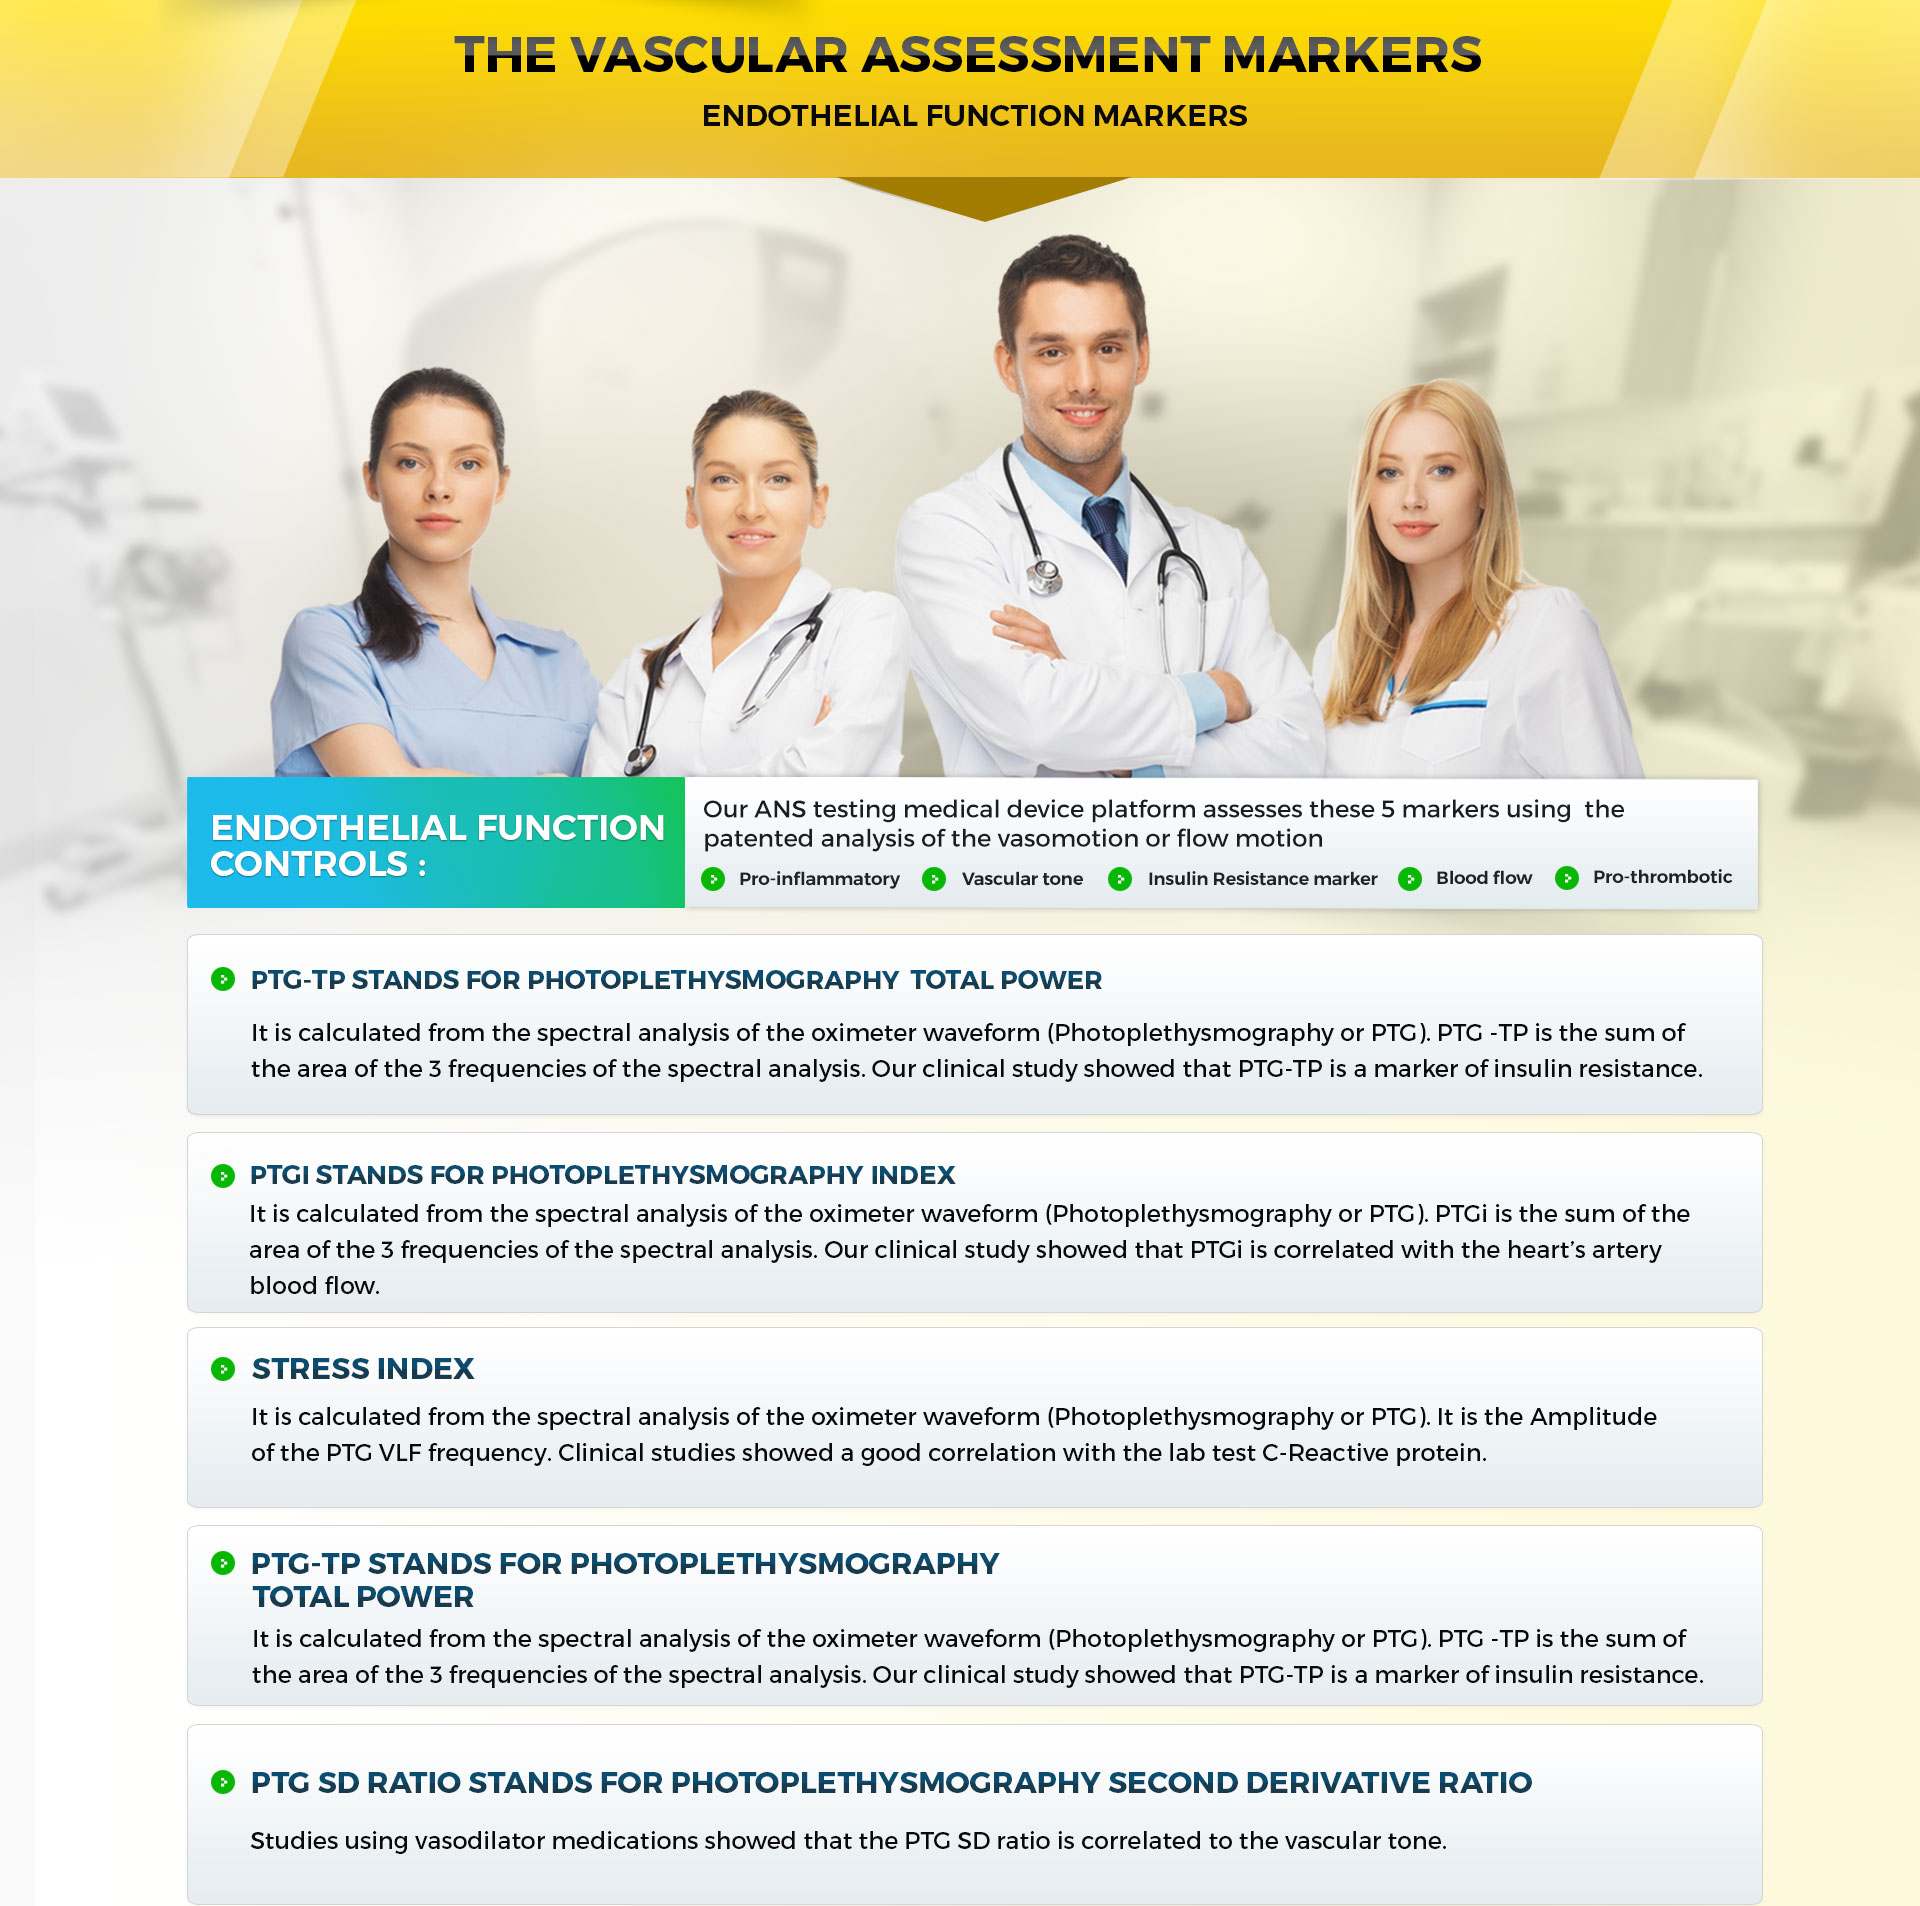 THE VASCULAR ASSESSMENT MARKERS
ENDOTHELIAL FUNCTION MARKERS
ENDOTHELIAL FUNCTION
CONTROLS :
Our ANS testing medical device platform assesses these 5 markers using  the
patented analysis of the vasomotion or flow motion
Pro-inflammatory Vascular tone Insulin Resistance marker Blood flow Pro-thrombotic
PTG-TP STANDS FOR PHOTOPLETHYSMOGRAPHY  TOTAL POWER
It is calculated from the spectral analysis of the oximeter waveform (Photoplethysmography or PTG). PTG -TP is the sum of
the area of the 3 frequencies of the spectral analysis. Our clinical study showed that PTG-TP is a marker of insulin resistance.
PTGI STANDS FOR PHOTOPLETHYSMOGRAPHY INDEX
It is calculated from the spectral analysis of the oximeter waveform (Photoplethysmography or PTG). PTGi is the sum of the
area of the 3 frequencies of the spectral analysis. Our clinical study showed that PTGi is correlated with the heart’s artery
blood flow.
STRESS INDEX
It is calculated from the spectral analysis of the oximeter waveform (Photoplethysmography or PTG). It is the Amplitude
of the PTG VLF frequency. Clinical studies showed a good correlation with the lab test C-Reactive protein.
PTG-TP STANDS FOR PHOTOPLETHYSMOGRAPHY
TOTAL POWER
It is calculated from the spectral analysis of the oximeter waveform (Photoplethysmography or PTG). PTG -TP is the sum of
the area of the 3 frequencies of the spectral analysis. Our clinical study showed that PTG-TP is a marker of insulin resistance.
PTG SD RATIO STANDS FOR PHOTOPLETHYSMOGRAPHY SECOND DERIVATIVE RATIO
Studies using vasodilator medications showed that the PTG SD ratio is correlated to the vascular tone.